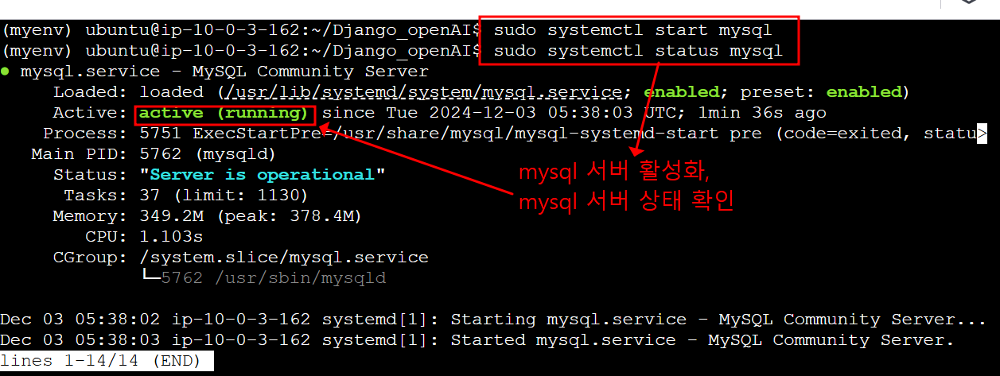 (myenv) ubuntu@ip-10-0-3-162:~/Django_openAI$ sudo systemctl start mysql
(myenv) ubuntu@ip-10-0-3-162:~/Django_openAI$ sudo systemctl status mysql
● mysql.service - MySQL Community Server
Loaded: loaded (/usr/lib/systemd/system/mysql.service; enabled; preset: enabled)
Active: active (running) since Tue 2024-12-03 05:38:03 UTC; 1min 36s ago
Process: 5751 ExecStartPre=/usr/share/mysql/mysql-systemd-start pre (code=exited, statu>
Main PID: 5762 (mysqld)
Status: "Server is operational"
Tasks: 37 (limit: 1130)
Memory: 349.2M (peak: 378.4M)
CPU: 1.103s
CGroup: /system.slice/mysql.service
└─5762 /usr/sbin/mysqld
mysql 서버 활성화,
mysql 서버 상태 확인
Dec 03 05:38:02 ip-10-0-3-162 systemd[1]: Starting mysql.service - MySQL Community Server...
Dec 03 05:38:03 ip-10-0-3-162 systemd[1]: Started mysql.service - MySQL Community Server.
lines 1-14/14 (END)